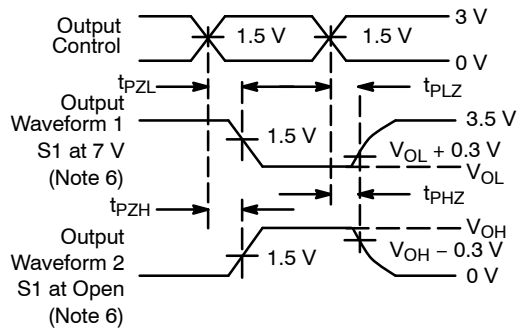 Output
Control
1.5 V
1.5 V
3 V
0 V
tPZL
tPLZ
Output
Waveform 1
S1 at 7 V
(Note 6)
1.5 V
3.5 V
VOL + 0.3 V
VOL
tPZH
tPHZ
Output
Waveform 2
S1 at Open
(Note 6)
1.5 V
VOH
VOH − 0.3 V
0 V